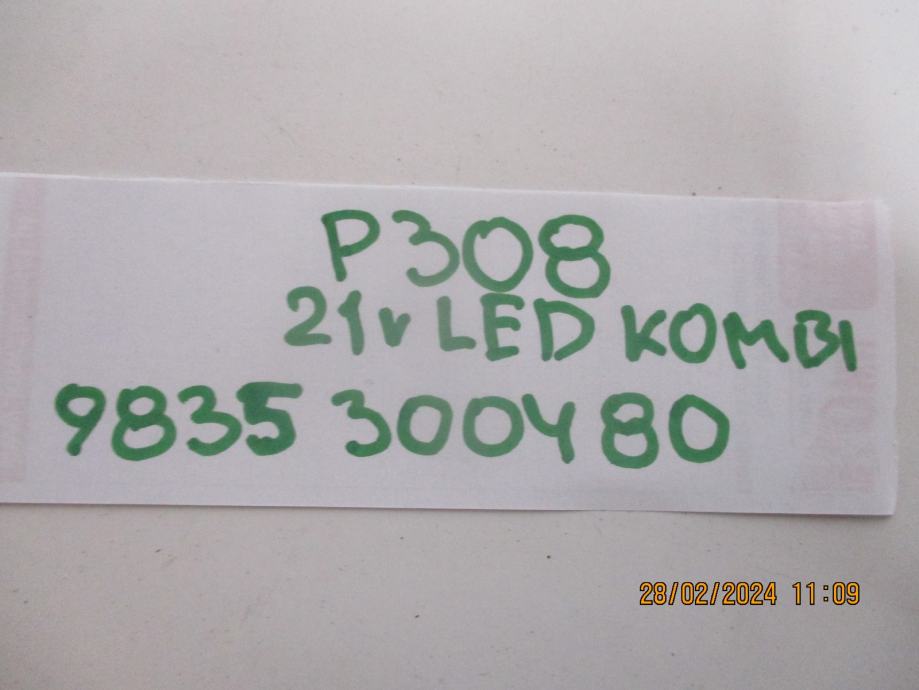 P308
21v LED KOMBI
9835 300480
28/02/2024 11:09